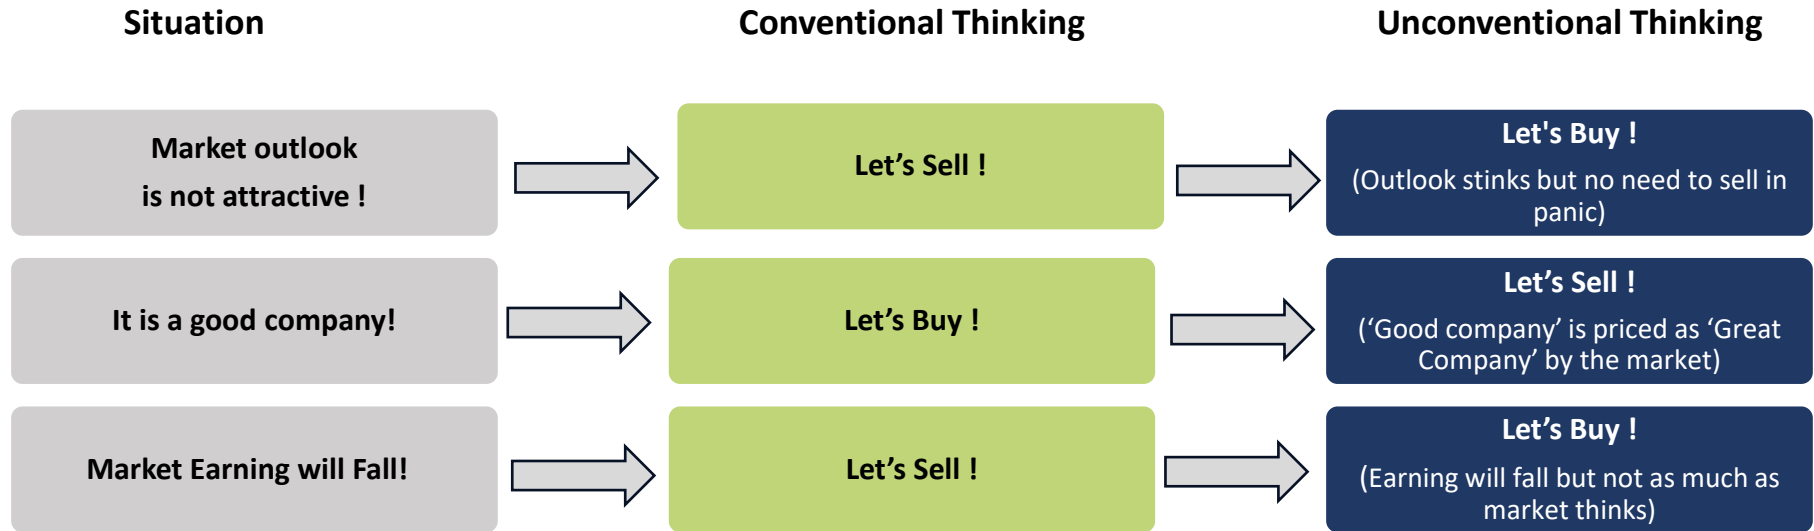 Situation
Conventional Thinking
Unconventional Thinking
Market outlook
is not attractive !
Let’s Sell !
Let's Buy !
(Outlook stinks but no need to sell in
panic)
It is a good company!
Let’s Buy !
Let’s Sell !
(‘Good company’ is priced as ‘Great
Company’ by the market)
Market Earning will Fall!
Let’s Sell !
Let’s Buy !
(Earning will fall but not as much as
market thinks)